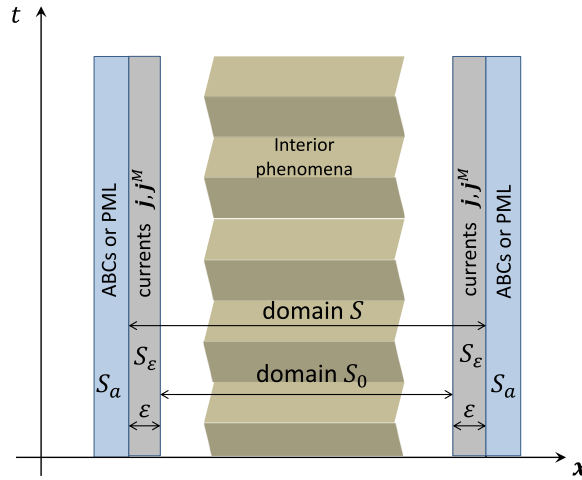 t
Interior
phenomena
ABCs or PML
currents j, j^M
currents j, j^M
ABCs or PML
domain S
S_ε
S_ε
domain S_0
S_a
S_a
ε
ε
x